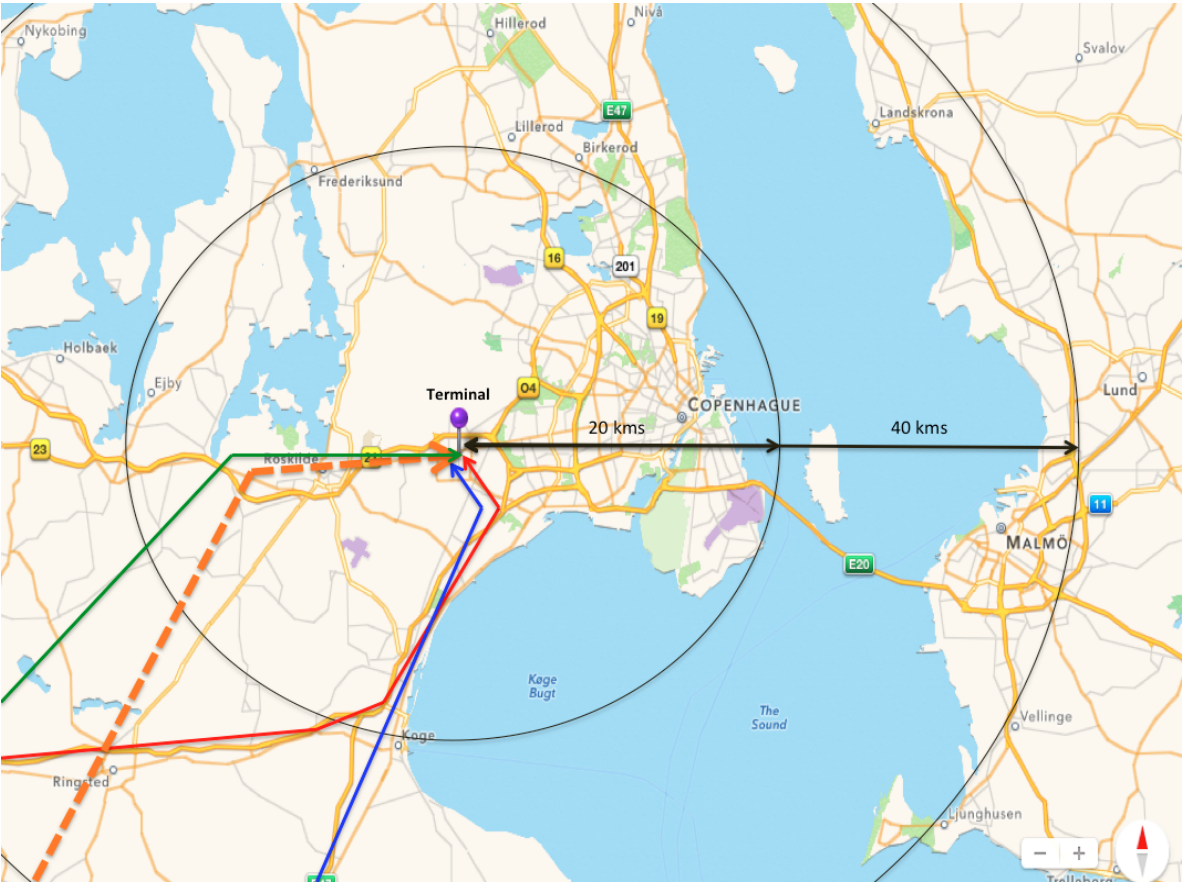 Nykobing
Hillerod
Nivå
Svalov
E47
Landskrona
Lillerod
Birkerod
Frederiksund
16
201
19
Holbaek
Ejby
Terminal
O4
Lund
COPENHAGUE
20 kms
40 kms
23
Roskilde
21
11
MALMÖ
E20
Køge
Bugt
The
Sound
Vellinge
Koge
Ringsted
Ljunghusen
Trelleborg